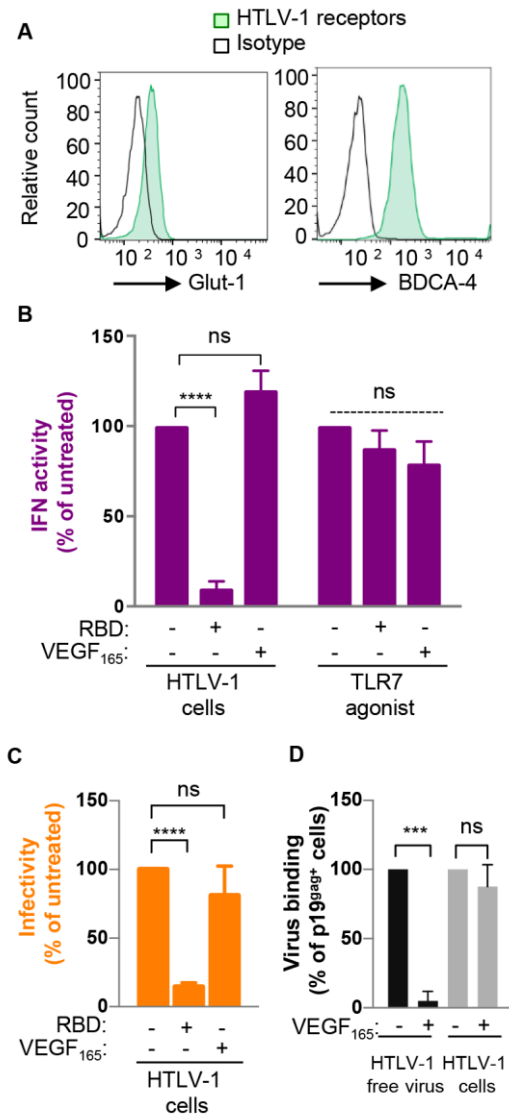 A
HTLV-1 receptors
Isotype
Relative count
100
80
60
40
20
0
10 2 10 3 10 4
Glut-1
100
80
60
40
20
0
10 2 10 3 10 4
BDCA-4
B
IFN activity
(% of untreated)
150
100
50
0
ns
****
ns
RBD: - + - - + -
VEGF165: - - + - - +
HTLV-1
cells
TLR7
agonist
C
Infectivity
(% of untreated)
150
100
50
0
ns
****
RBD: - + -
VEGF165: - - +
HTLV-1
cells
D
Virus binding
(% of p19gag+ cells)
150
100
50
0
***
ns
VEGF165: - + - +
HTLV-1
free virus
HTLV-1
cells